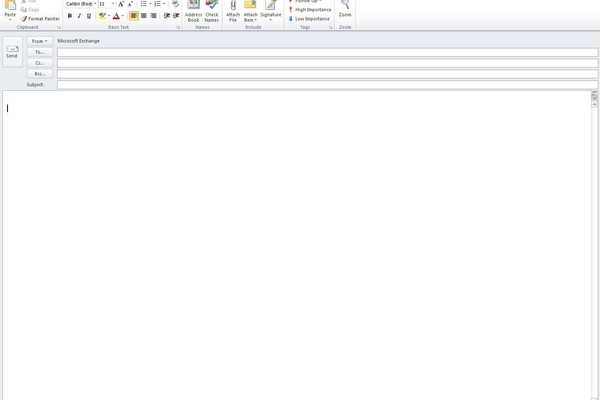 Calibri (Body) 11
Paste
Cut
Copy
Format Painter
Clipboard
B I U
A
Basic Text
Address Book
Check Names
Names
Attach File
Attach Item
Signature
Include
Follow Up
High Importance
Low Importance
Tags
Zoom
Zoom
Send
From
Microsoft Exchange
To...
Cc...
Bcc...
Subject: